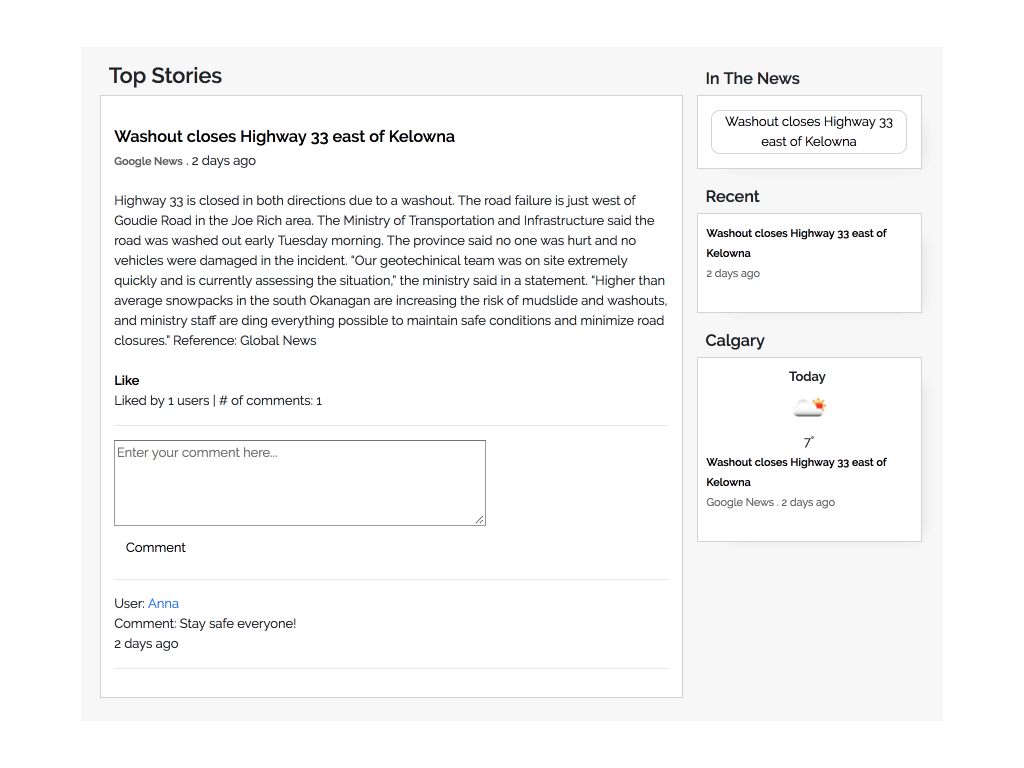 Top Stories
Washout closes Highway 33 east of Kelowna
Google News . 2 days ago
Highway 33 is closed in both directions due to a washout. The road failure is just west of
Goudie Road in the Joe Rich area. The Ministry of Transportation and Infrastructure said the
road was washed out early Tuesday morning. The province said no one was hurt and no
vehicles were damaged in the incident. “Our geotechinical team was on site extremely
quickly and is currently assessing the situation,” the ministry said in a statement. “Higher than
average snowpacks in the south Okanagan are increasing the risk of mudslide and washouts,
and ministry staff are ding everything possible to maintain safe conditions and minimize road
closures.” Reference: Global News
Like
Liked by 1 users | # of comments: 1
Enter your comment here...
Comment
User: Anna
Comment: Stay safe everyone!
2 days ago
In The News
Washout closes Highway 33
east of Kelowna
Recent
Washout closes Highway 33 east of
Kelowna
2 days ago
Calgary
Today
7°
Washout closes Highway 33 east of
Kelowna
Google News . 2 days ago